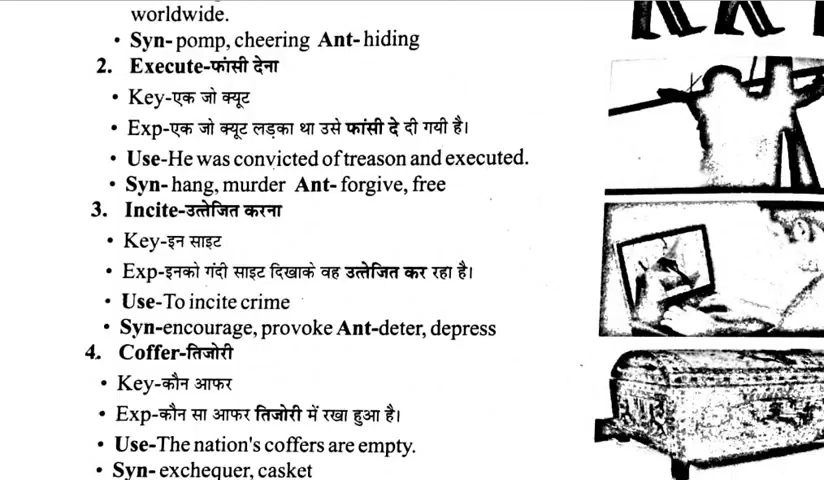 worldwide.
• Syn- pomp, cheering Ant- hiding
2. Execute-फांसी देना
• Key-एक जो क्यूट
• Exp-एक जो क्यूट लड़का था उसे फांसी दे दी गयी है।
• Use-He was convicted of treason and executed.
• Syn- hang, murder Ant- forgive, free
3. Incite-उत्तेजित करना
• Key-इन साइट
• Exp-इनको गंदी साइट दिखाके वह उत्तेजित कर रहा है।
• Use-To incite crime
• Syn-encourage, provoke Ant-deter, depress
4. Coffer-तिजोरी
• Key-कौन आफर
• Exp-कौन सा आफर तिजोरी में रखा हुआ है।
• Use-The nation's coffers are empty.
• Syn- exchequer, casket